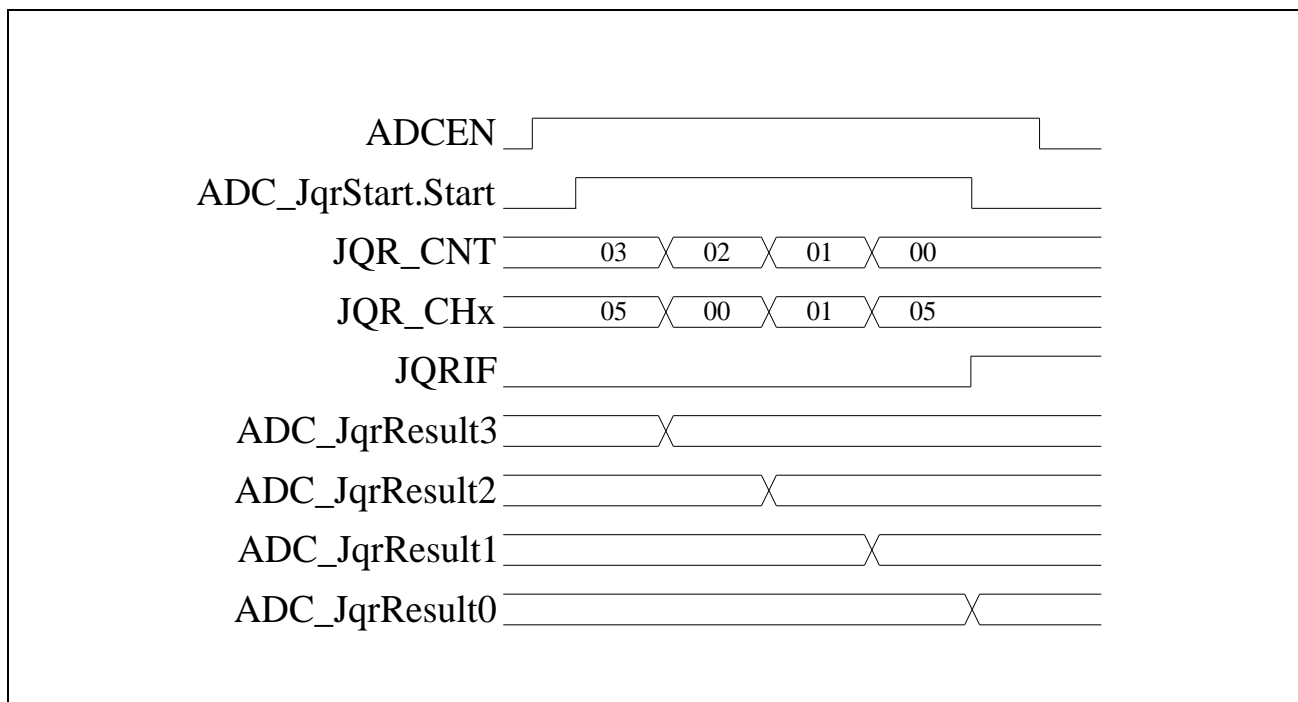 ADCEN
ADC_JqrStart.Start
JQR_CNT 03 02 01 00
JQR_CHx 05 00 01 05
JQRIF
ADC_JqrResult3
ADC_JqrResult2
ADC_JqrResult1
ADC_JqrResult0